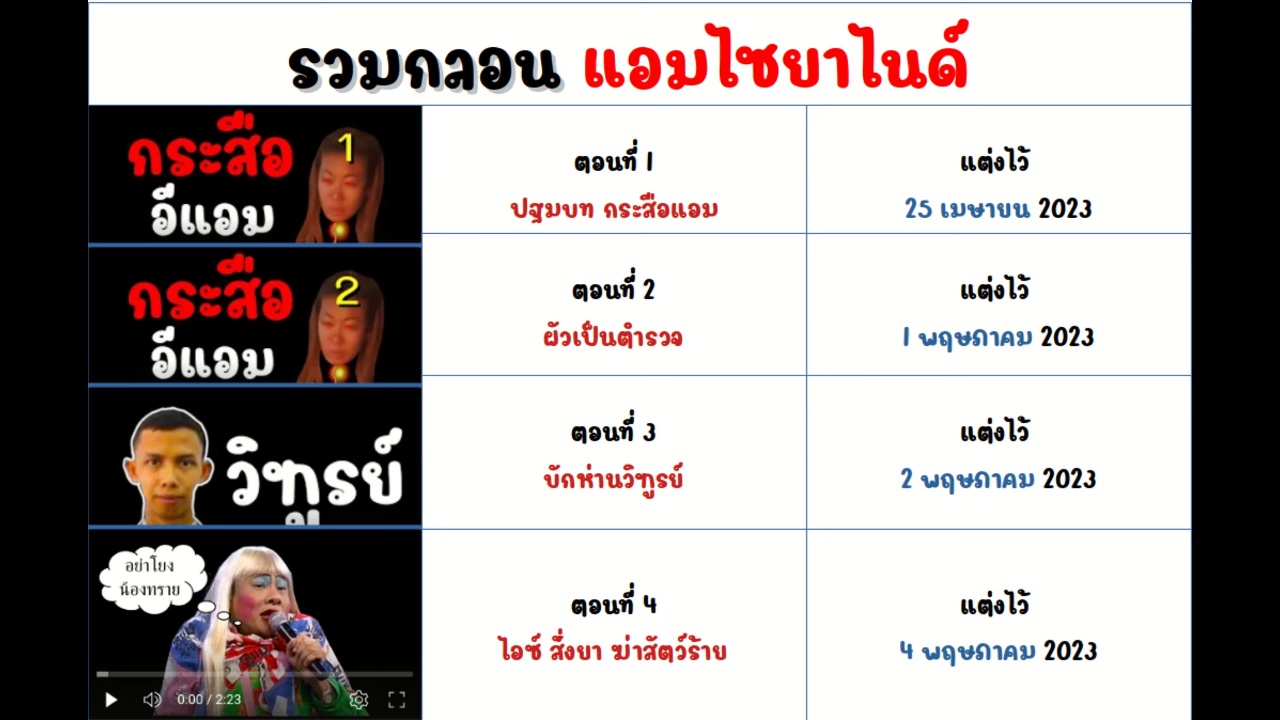 รวมกลอน แอมไซยาไนด์
กระสือ
1
อีแอม
ตอนที่ 1
ปฐมบท กระสือแอม
แต่งไว้
25 เมษายน 2023
กระสือ
2
อีแอม
ตอนที่ 2
ผัวเป็นตำรวจ
แต่งไว้
1 พฤษภาคม 2023
วิฑูรย์
ตอนที่ 3
บักห่านวิฑูรย์
แต่งไว้
2 พฤษภาคม 2023
อย่าโยง
น้องทราย
0:00 / 2:23
ตอนที่ 4
ไอซ์ สั่งยา ฆ่าสัตว์ร้าย
แต่งไว้
4 พฤษภาคม 2023